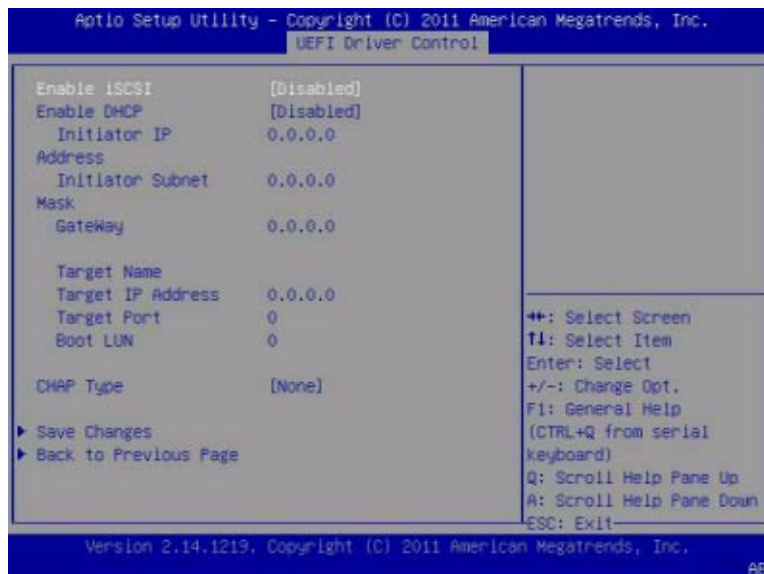 Aptio Setup Utility – Copyright (C) 2011 American Megatrends, Inc.
UEFI Driver Control
Enable iSCSI [Disabled]
Enable DHCP [Disabled]
Initiator IP 0.0.0.0
Address
Initiator Subnet 0.0.0.0
Mask
GateWay 0.0.0.0
Target Name
Target IP Address 0.0.0.0
Target Port 0
Boot LUN 0
CHAP Type [None]
Save Changes
Back to Previous Page
→←: Select Screen
↑↓: Select Item
Enter: Select
+/-: Change Opt.
F1: General Help
(CTRL+Q from serial
keyboard)
Q: Scroll Help Pane Up
A: Scroll Help Pane Down
ESC: Exit
Version 2.14.1219. Copyright (C) 2011 American Megatrends, Inc.